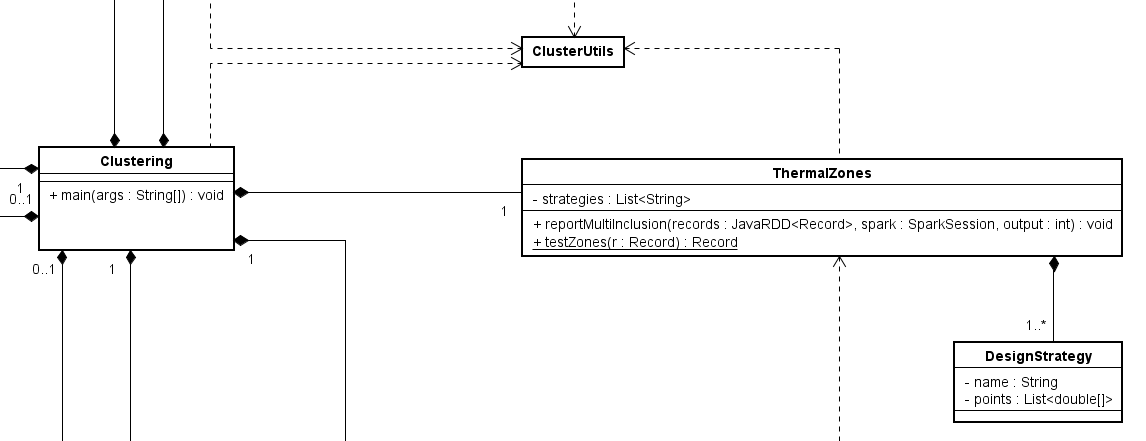 ClusterUtils
Clustering
+ main(args : String[]) : void
1
0..1
0..1
1
1
1
ThermalZones
- strategies : List<String>
+ reportMultiInclusion(records : JavaRDD<Record>, spark : SparkSession, output : int) : void
+ testZones(r : Record) : Record
1..*
DesignStrategy
- name : String
- points : List<double[]>